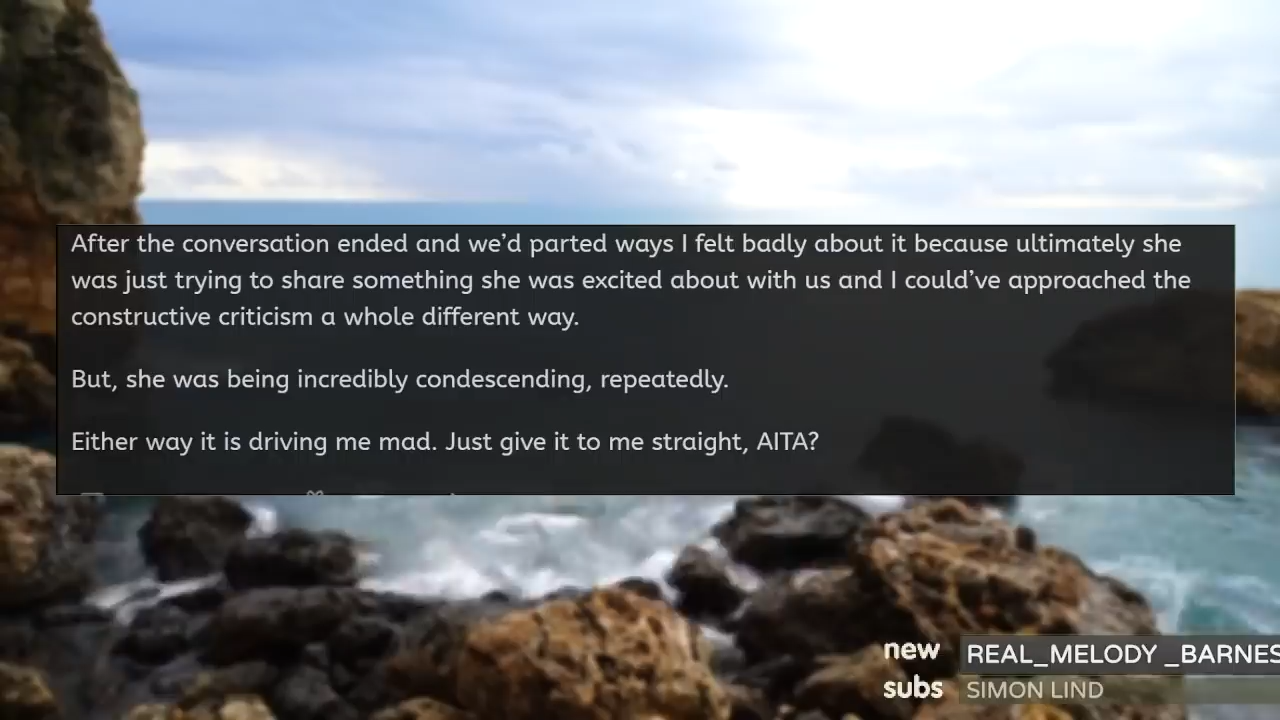 After the conversation ended and we’d parted ways I felt badly about it because ultimately she
was just trying to share something she was excited about with us and I could’ve approached the
constructive criticism a whole different way.
But, she was being incredibly condescending, repeatedly.
Either way it is driving me mad. Just give it to me straight, AITA?
new REAL_MELODY _BARNES
subs SIMON LIND